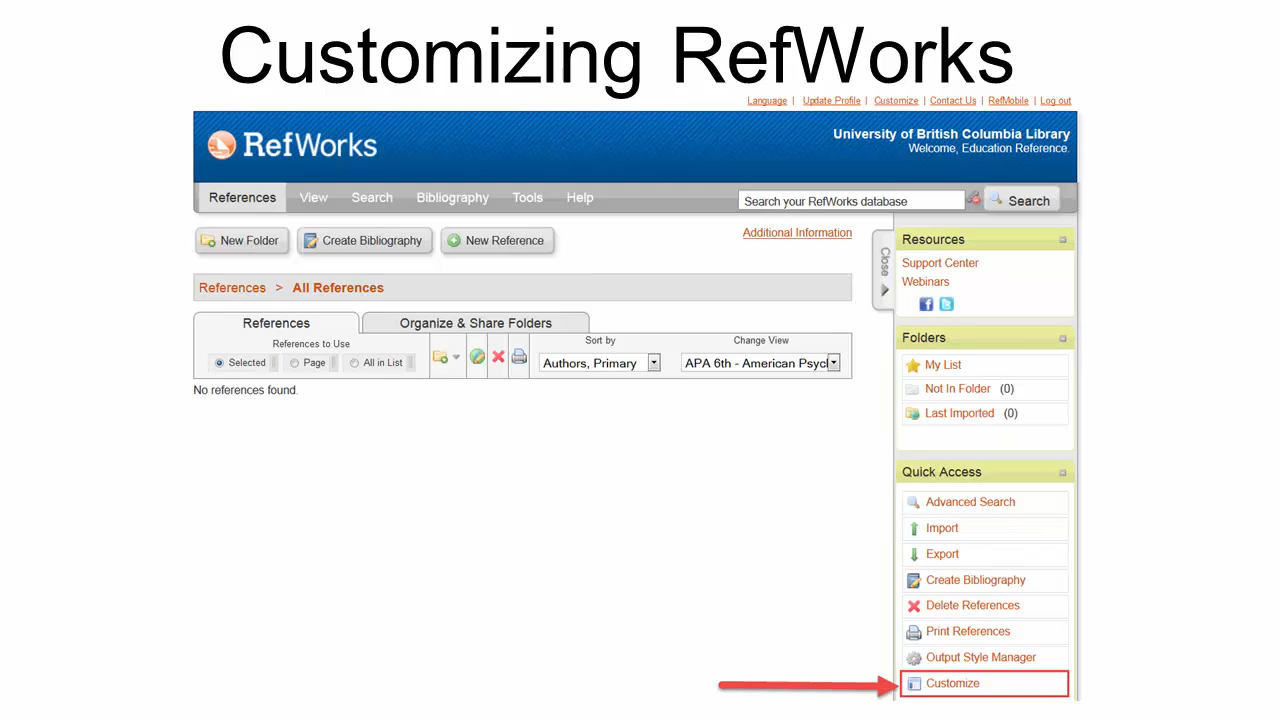 Customizing RefWorks
Language | Update Profile | Customize | Contact Us | RefMobile | Log out
RefWorks
University of British Columbia Library
Welcome, Education Reference.
References View Search Bibliography Tools Help
Search your RefWorks database
Search
New Folder
Create Bibliography
New Reference
Additional Information
References > All References
References
Organize & Share Folders
References to Use
Selected
Page
All in List
Sort by
Authors, Primary
Change View
APA 6th - American Psycl
No references found.
Close
Resources
Support Center
Webinars
Folders
My List
Not In Folder (0)
Last Imported (0)
Quick Access
Advanced Search
Import
Export
Create Bibliography
Delete References
Print References
Output Style Manager
Customize